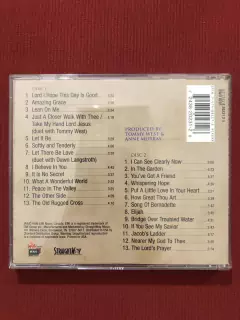 DISC 1
1. Lord I Hope This Day Is Good
2. Amazing Grace
3. Lean On Me
4. Just A Closer Walk With Thee /
Take My Hand Lord Jesus
(duet with Tommy West)
5. Let It Be
6. Softly and Tenderly
7. Let There Be Love
(duet with Dawn Langstroth)
8. I Believe In You
9. It Is No Secret
10. What A Wonderful World
11. Peace In The Valley
12. The Other Side
13. The Old Rugged Cross
PRODUCED BY
TOMMY WEST &
ANNE MURRAY
DISC 2
1. I Can See Clearly Now
2. In The Garden
3. You've Got A Friend
4. Whispering Hope
5. Put A Little Love In Your Heart
6. How Great Thou Art
7. Song Of Bernadette
8. Elijah
9. Bridge Over Troubled Water
10. If You See My Savior
11. Jacob's Ladder
12. Nearer My God To Thee
13. The Lord's Prayer
STRAIGHTWAY